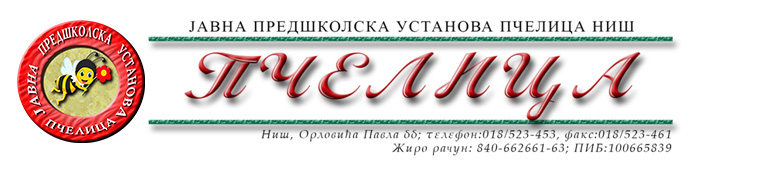 ЈАВНА ПРЕДШКОЛСКА УСТАНОВА ПЧЕЛИЦА НИШ
ПЧЕЛИЦА
Ниш, Орловића Павла бб; телефон:018/523-453, факс:018/523-461
Жиро рачун: 840-662661-63; ПИБ:100665839
ЈАВНА ПРЕДШКОЛСКА УСТАНОВА
ПЧЕЛИЦА